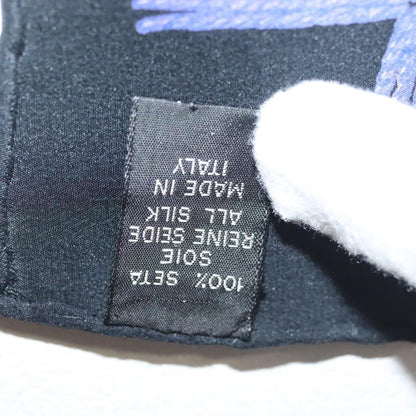 100% SETA
SOIE
REINE SEIDE
ALL SILK
MADE IN
ITALY